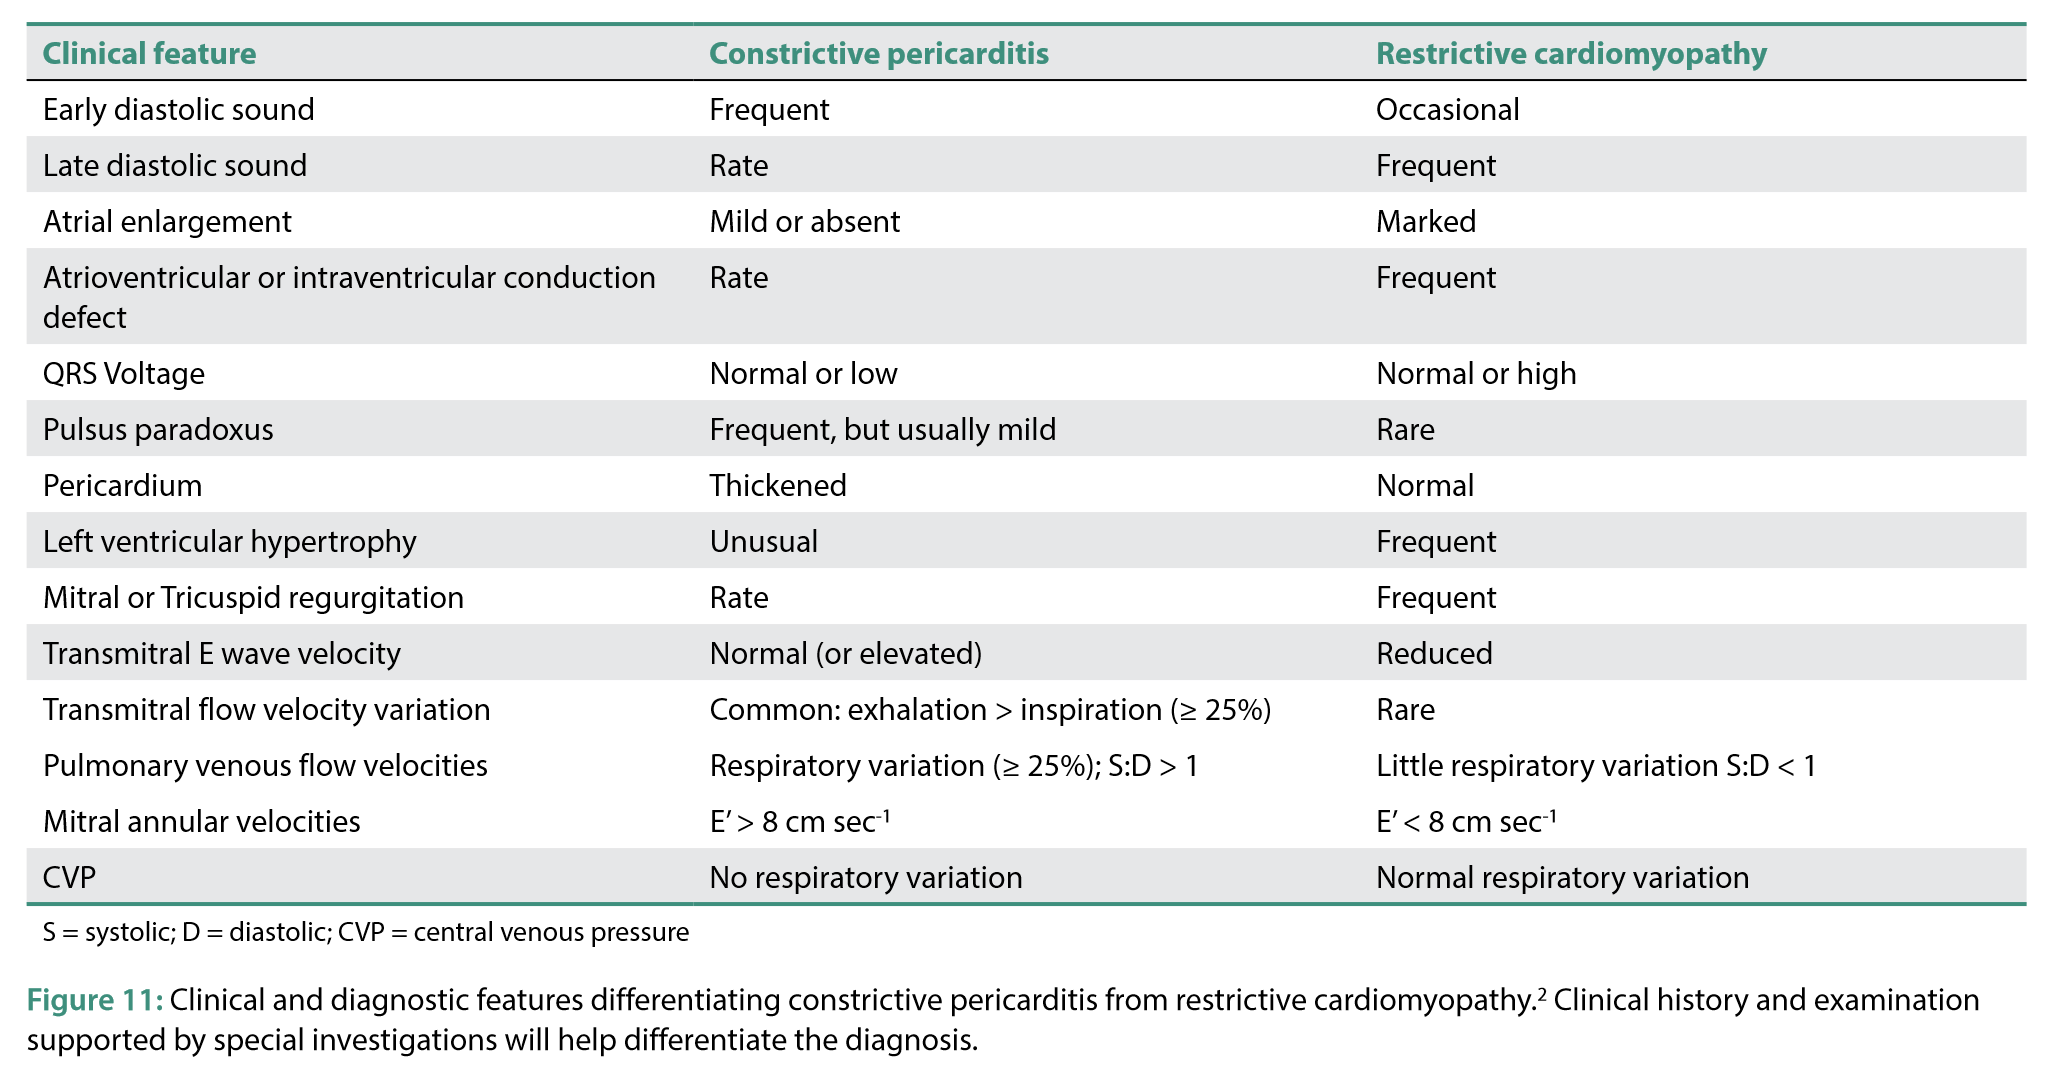 Clinical feature Constrictive pericarditis Restrictive cardiomyopathy
Early diastolic sound Frequent Occasional
Late diastolic sound Rate Frequent
Atrial enlargement Mild or absent Marked
Atrioventricular or intraventricular conduction Rate Frequent
defect
QRS Voltage Normal or low Normal or high
Pulsus paradoxus Frequent, but usually mild Rare
Pericardium Thickened Normal
Left ventricular hypertrophy Unusual Frequent
Mitral or Tricuspid regurgitation Rate Frequent
Transmitral E wave velocity Normal (or elevated) Reduced
Transmitral flow velocity variation Common: exhalation > inspiration (≥ 25%) Rare
Pulmonary venous flow velocities Respiratory variation (≥ 25%); S:D > 1 Little respiratory variation S:D < 1
Mitral annular velocities E’ > 8 cm sec⁻¹ E’ < 8 cm sec⁻¹
CVP No respiratory variation Normal respiratory variation
S = systolic; D = diastolic; CVP = central venous pressure
Figure 11: Clinical and diagnostic features differentiating constrictive pericarditis from restrictive cardiomyopathy.² Clinical history and examination
supported by special investigations will help differentiate the diagnosis.